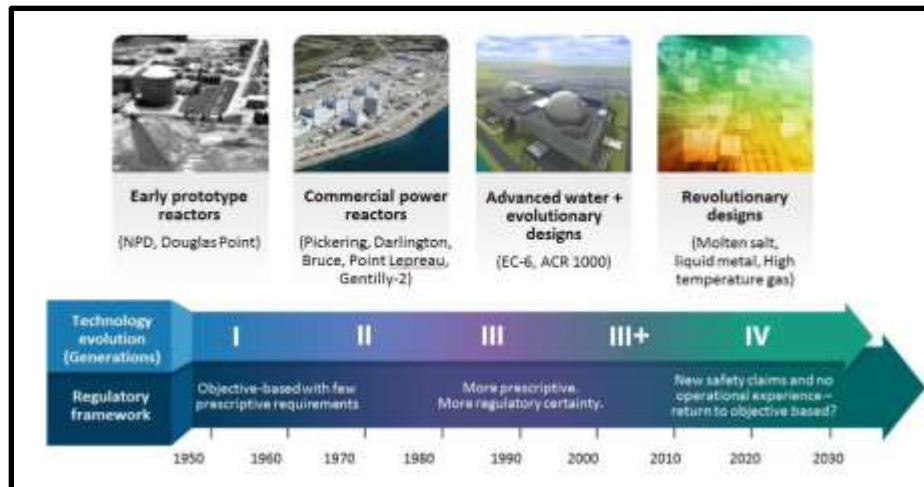 Early prototype
reactors
(NPD, Douglas Point)
Commercial power
reactors
(Pickering, Darlington,
Bruce, Point Lepreau,
Gentilly-2)
Advanced water +
evolutionary
designs
(EC-6, ACR 1000)
Revolutionary
designs
(Molten salt,
liquid metal, High
temperature gas)
Technology
evolution
(Generations)
I
II
III
III+
IV
Regulatory
framework
Objective-based with few
prescriptive requirements
More prescriptive.
More regulatory certainty.
New safety claims and no
operational experience–
return to objective based?
1950 1960 1970 1980 1990 2000 2010 2020 2030